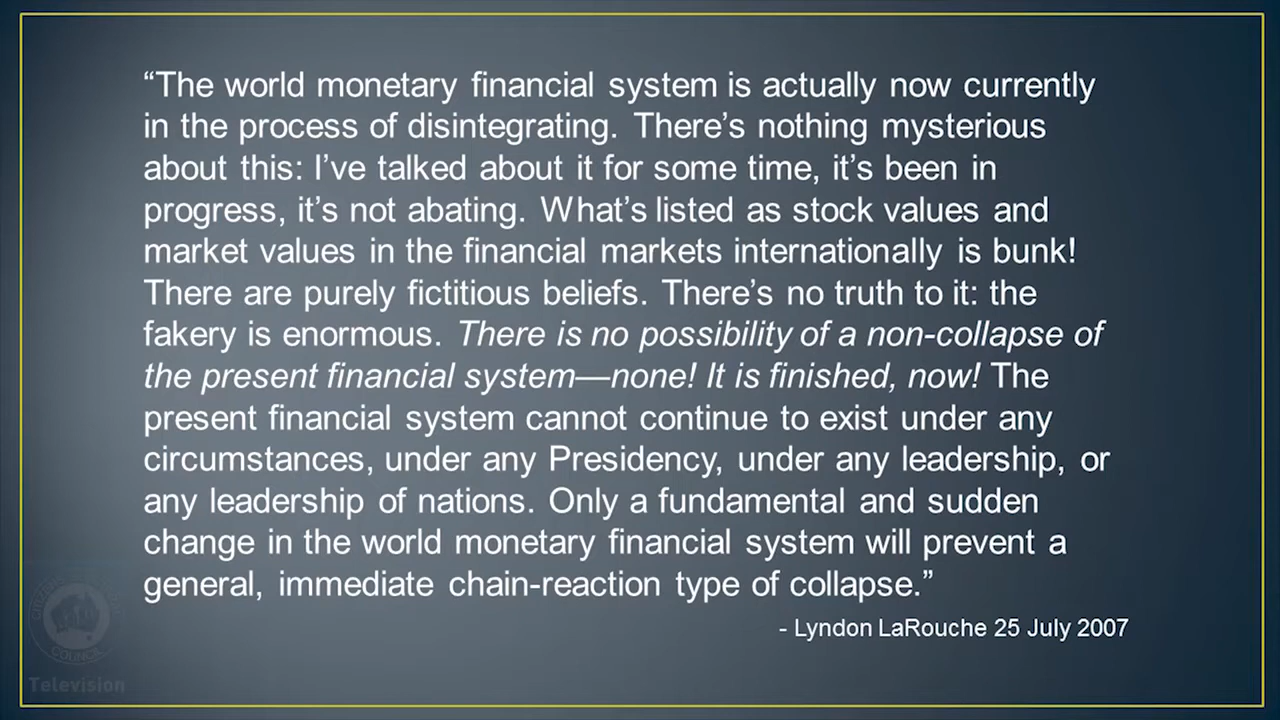 “The world monetary financial system is actually now currently
in the process of disintegrating. There’s nothing mysterious
about this: I’ve talked about it for some time, it’s been in
progress, it’s not abating. What’s listed as stock values and
market values in the financial markets internationally is bunk!
There are purely fictitious beliefs. There’s no truth to it: the
fakery is enormous. There is no possibility of a non-collapse of
the present financial system—none! It is finished, now! The
present financial system cannot continue to exist under any
circumstances, under any Presidency, under any leadership, or
any leadership of nations. Only a fundamental and sudden
change in the world monetary financial system will prevent a
general, immediate chain-reaction type of collapse.”
- Lyndon LaRouche 25 July 2007
COUNCIL
Television